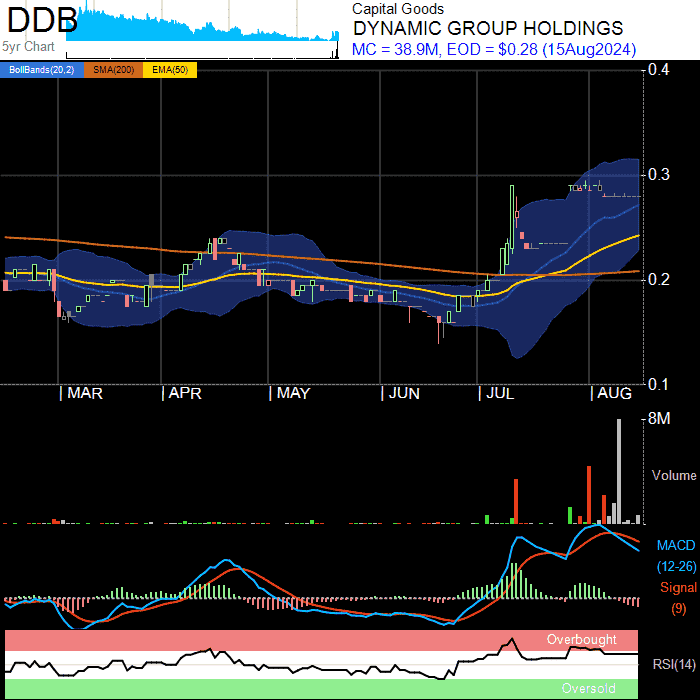 DDB
5yr Chart
Capital Goods
DYNAMIC GROUP HOLDINGS
MC = 38.9M, EOD = $0.28 (15Aug2024)
BollBands(20,2) SMA(200) EMA(50)
0.4
0.3
0.2
0.1
MAR APR MAY JUN JUL AUG
8M
Volume
MACD
(12-26)
Signal
(9)
Overbought
RSI(14)
Oversold